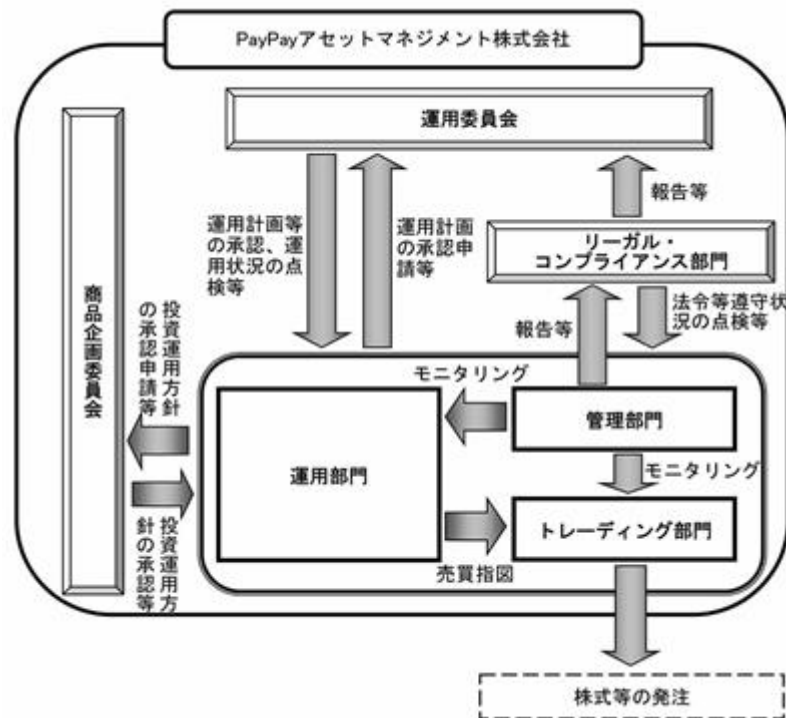 PayPayアセットマネジメント株式会社
運用委員会
運用計画等
の承認、運
用状況の点
検等
運用計画
の承認申
請等
報告等
リーガル・
コンプライアンス部門
報告等
法令等遵守状
況の点検等
商品企画委員会
投資運用方針
の承認申請等
投資運用方
針の承認等
モニタリング
管理部門
運用部門
モニタリング
トレーディング部門
売買指図
株式等の発注